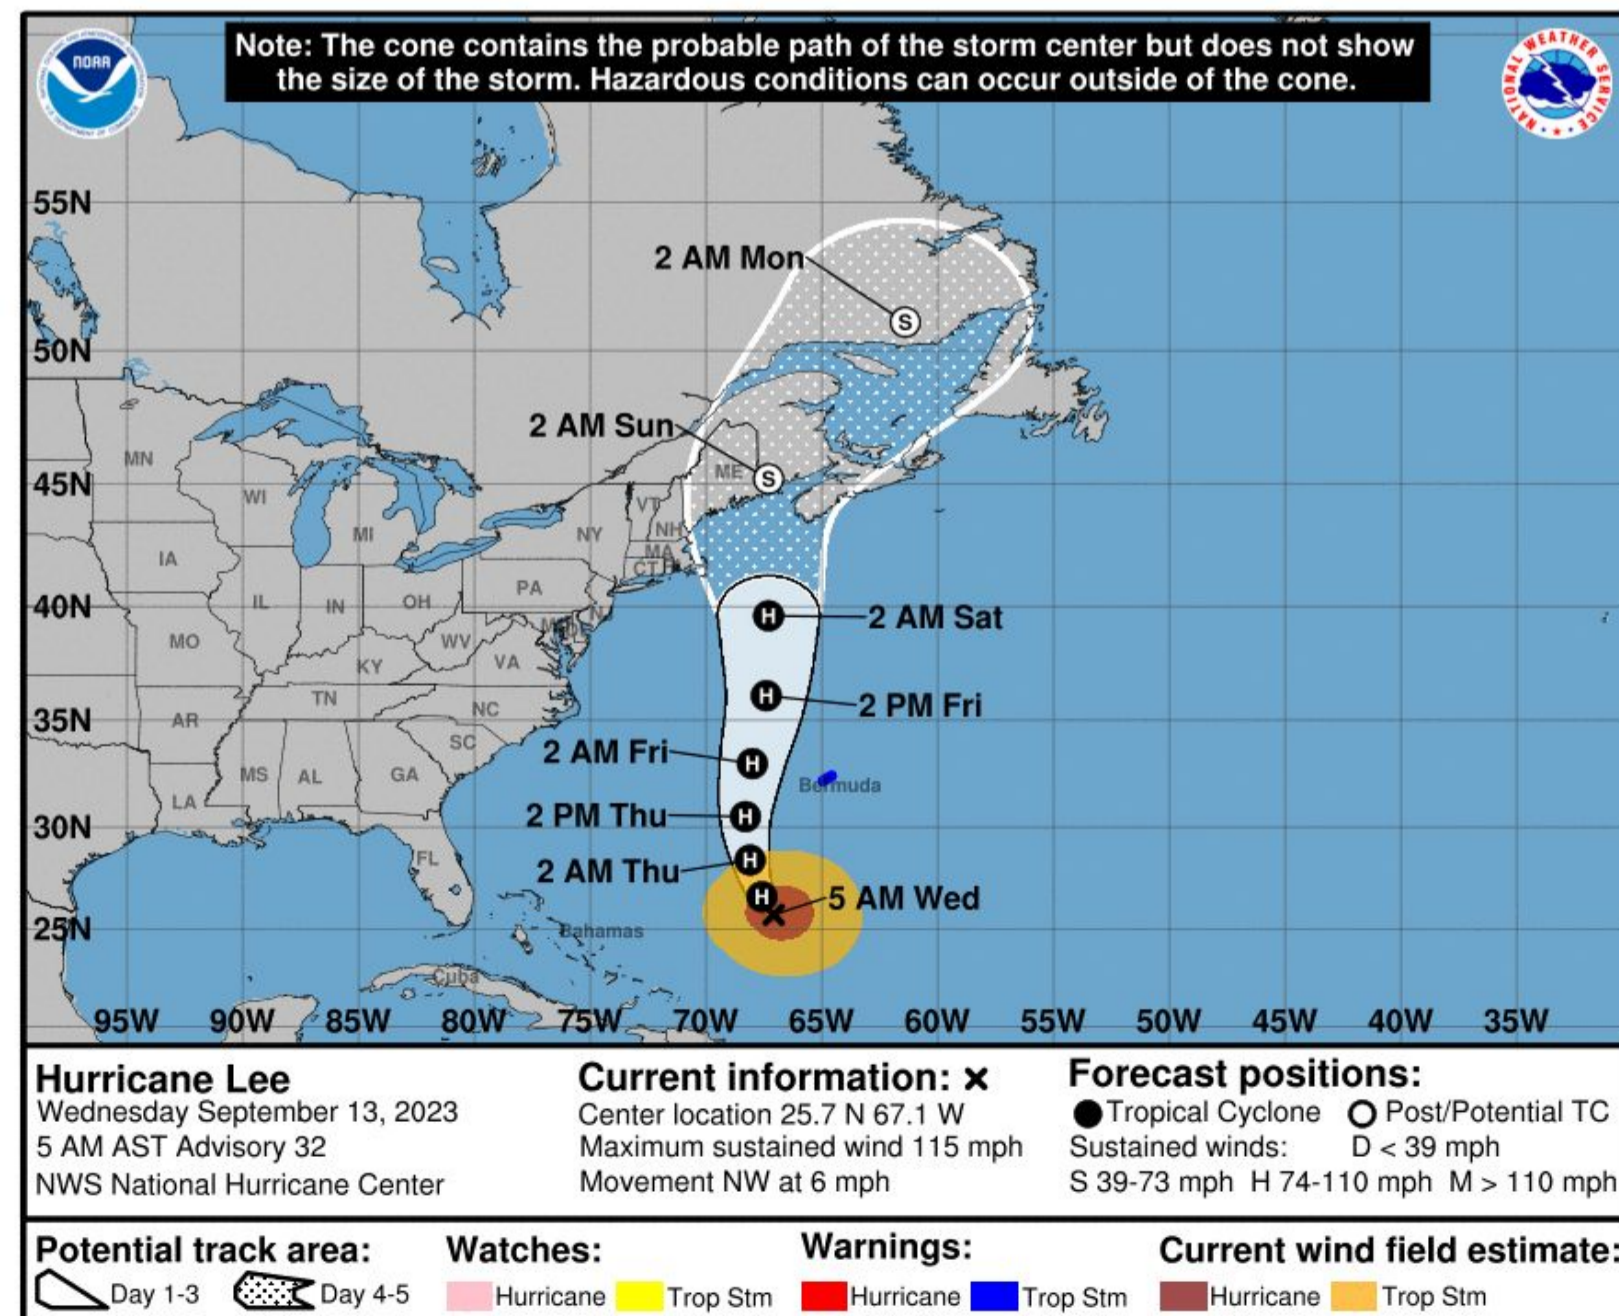 Note: The cone contains the probable path of the storm center but does not show
the size of the storm. Hazardous conditions can occur outside of the cone.
NOAA
NATIONAL WEATHER SERVICE
55N
2 AM Mon
S
50N
2 AM Sun
S
MN
ME
45N
WI
VT
MI
NY
NH
MA
IA
CT
PA
40N
IL
IN
OH
H
2 AM Sat
MO
WV
VA
KY
H
2 PM Fri
TN
NC
35N
AR
SC
2 AM Fri
H
MS
AL
GA
Bermuda
LA
2 PM Thu
H
30N
FL
2 AM Thu
H
H
5 AM Wed
25N
Bahamas
Cuba
95W 90W 85W 80W 75W 70W 65W 60W 55W 50W 45W 40W 35W
Hurricane Lee
Wednesday September 13, 2023
5 AM AST Advisory 32
NWS National Hurricane Center
Current information: x
Center location 25.7 N 67.1 W
Maximum sustained wind 115 mph
Movement NW at 6 mph
Forecast positions:
Tropical Cyclone Post/Potential TC
Sustained winds: D < 39 mph
S 39-73 mph H 74-110 mph M > 110 mph
Potential track area:
Day 1-3 Day 4-5
Watches:
Hurricane Trop Stm
Warnings:
Hurricane Trop Stm
Current wind field estimate:
Hurricane Trop Stm